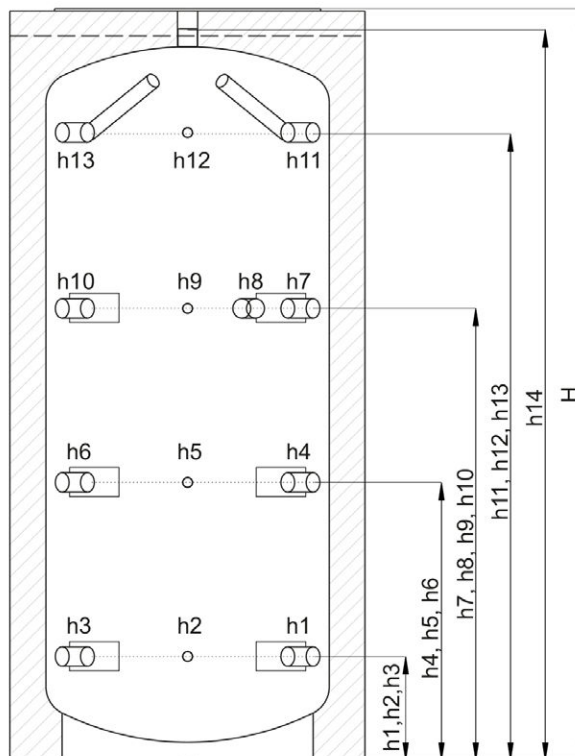 h13 h12 h11
h10 h9 h8 h7
h6 h5 h4
h3 h2 h1
h1,h2,h3
h4, h5, h6
h7, h8, h9, h10
h11, h12, h13
h14
H